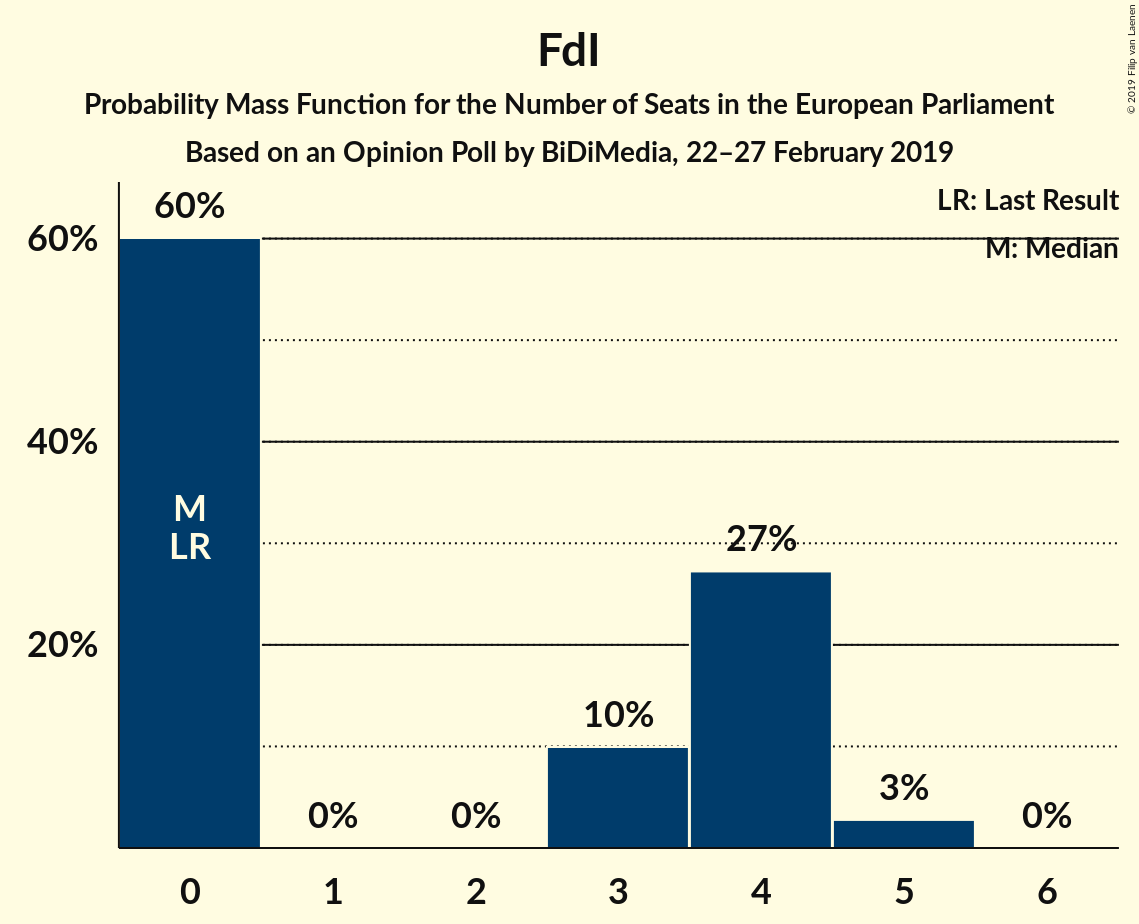 FdI
Probability Mass Function for the Number of Seats in the European Parliament
Based on an Opinion Poll by BiDiMedia, 22–27 February 2019
© 2019 Filip van Laenen
LR: Last Result
M: Median
60%
40%
20%
60%
M
LR
0%
0%
10%
27%
3%
0%
0 1 2 3 4 5 6